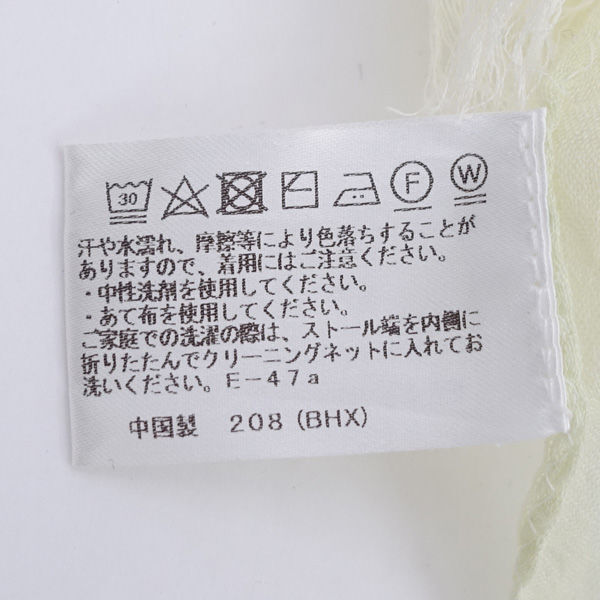 30 F W
汗や水濡れ、摩擦等により色落ちすることが
ありますので、着用にはご注意ください。
・中性洗剤を使用してください。
・あて布を使用してください。
ご家庭での洗濯の際は、ストール端を内側に
折りたたんでクリーニングネットに入れてお
洗いください。E－47a
中国製 208 (BHX)